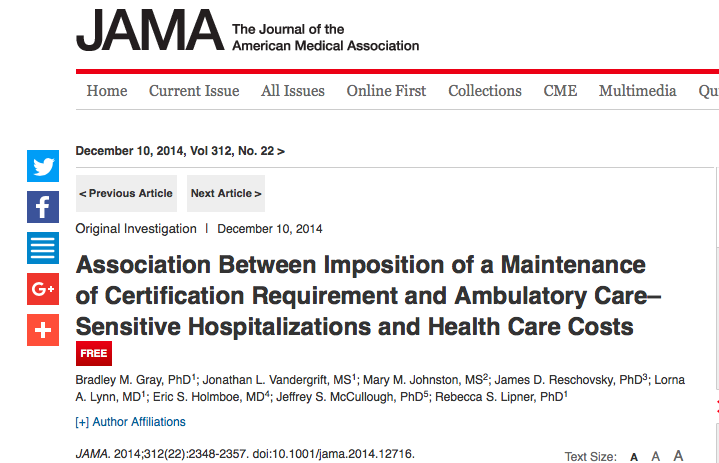 JAMA The Journal of the
American Medical Association
Home Current Issue All Issues Online First Collections CME Multimedia Qu
December 10, 2014, Vol 312, No. 22 >
< Previous Article Next Article >
Original Investigation | December 10, 2014
Association Between Imposition of a Maintenance
of Certification Requirement and Ambulatory Care–
Sensitive Hospitalizations and Health Care Costs
FREE
Bradley M. Gray, PhD¹; Jonathan L. Vandergrift, MS¹; Mary M. Johnston, MS²; James D. Reschovsky, PhD³; Lorna
A. Lynn, MD¹; Eric S. Holmboe, MD⁴; Jeffrey S. McCullough, PhD⁵; Rebecca S. Lipner, PhD¹
[+] Author Affiliations
JAMA. 2014;312(22):2348-2357. doi:10.1001/jama.2014.12716.
Text Size: A A A